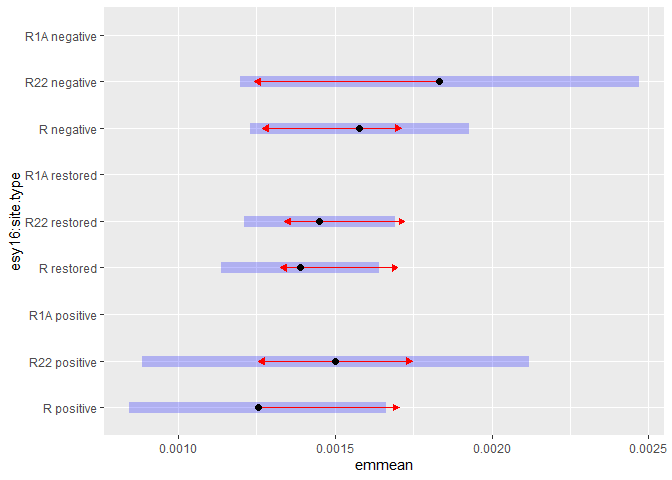 R1A negative
R22 negative
R negative
R1A restored
R22 restored
R restored
R1A positive
R22 positive
R positive
esy16:site.type
0.0010
0.0015
0.0020
0.0025
emmean